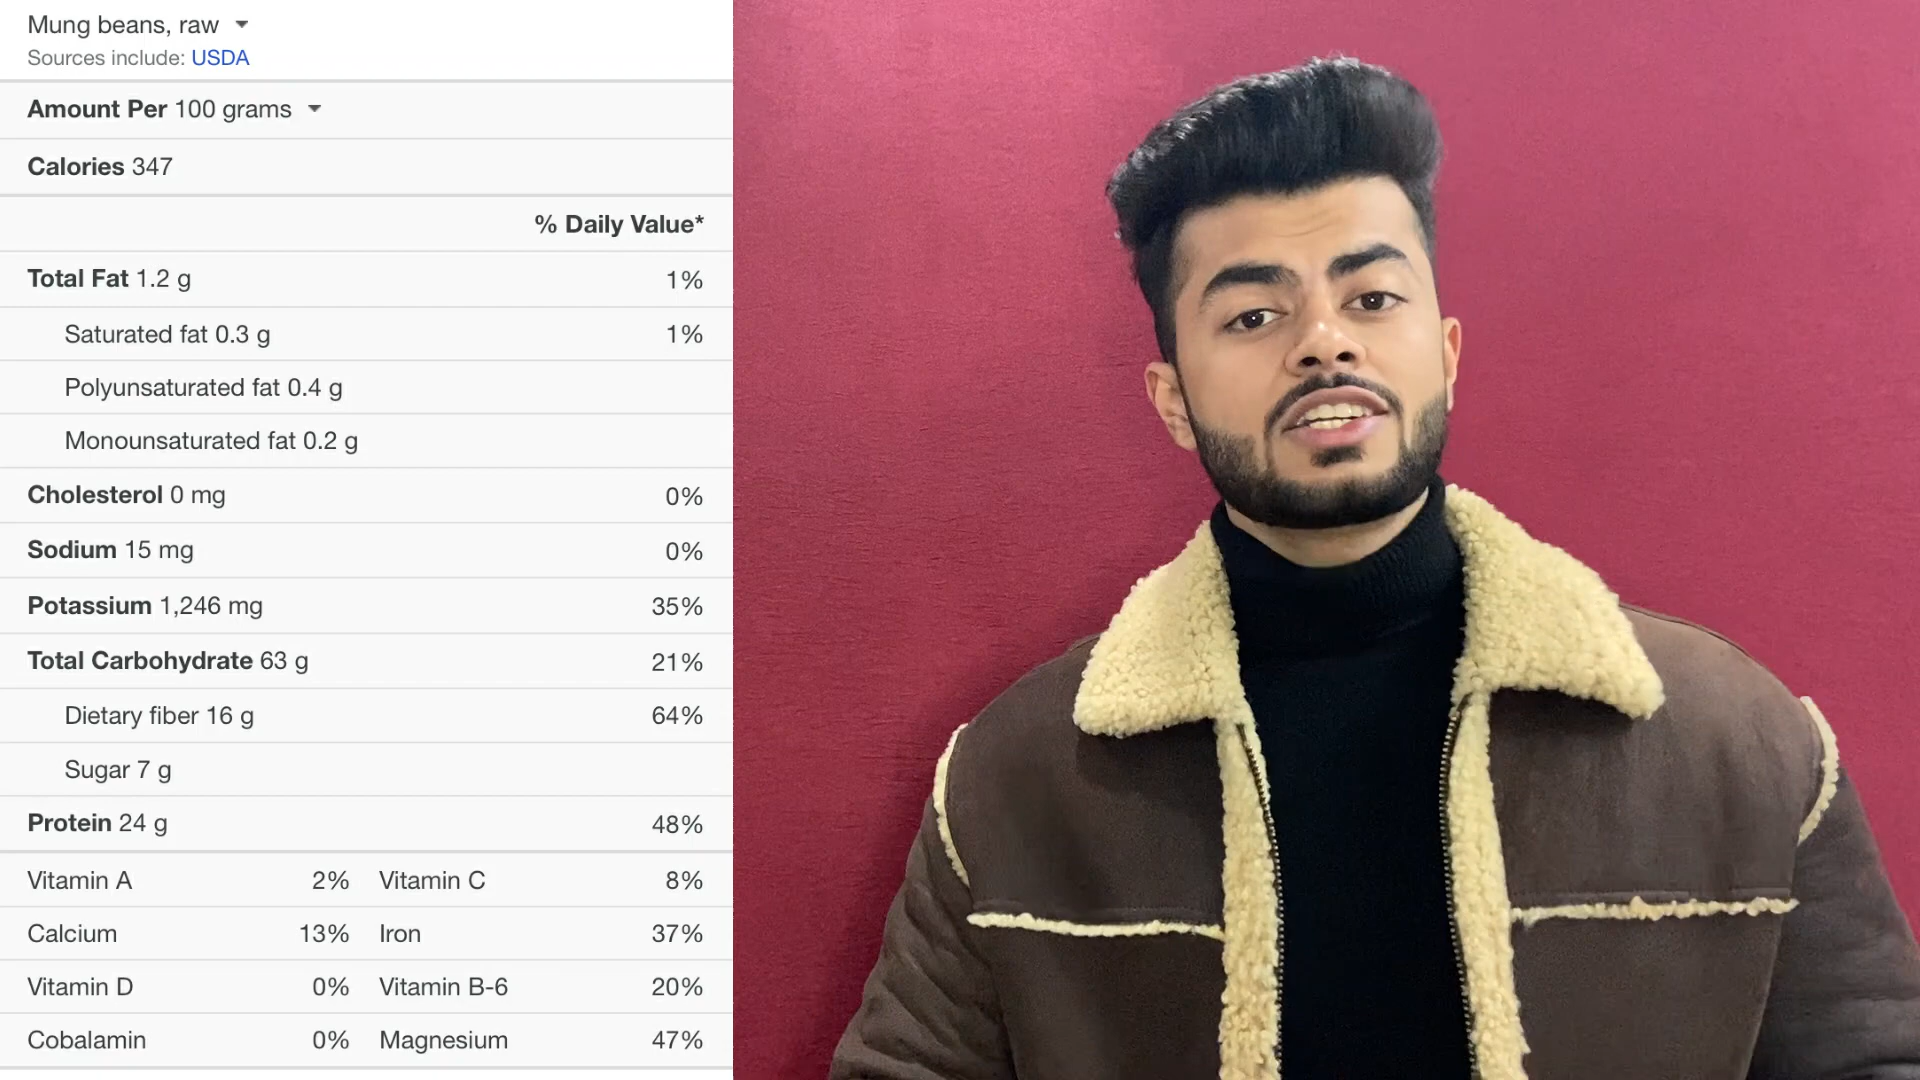 Mung beans, raw
Sources include: USDA
Amount Per 100 grams
Calories 347
% Daily Value*
Total Fat 1.2 g 1%
Saturated fat 0.3 g 1%
Polyunsaturated fat 0.4 g
Monounsaturated fat 0.2 g
Cholesterol 0 mg 0%
Sodium 15 mg 0%
Potassium 1,246 mg 35%
Total Carbohydrate 63 g 21%
Dietary fiber 16 g 64%
Sugar 7 g
Protein 24 g 48%
Vitamin A 2% Vitamin C 8%
Calcium 13% Iron 37%
Vitamin D 0% Vitamin B-6 20%
Cobalamin 0% Magnesium 47%